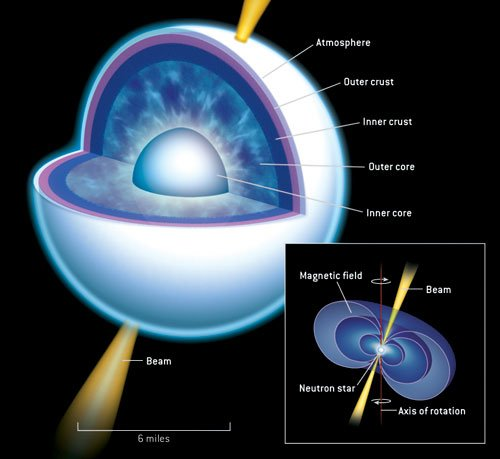 Atmosphere
Outer crust
Inner crust
Outer core
Inner core
Magnetic field
Beam
Neutron star
Axis of rotation
Beam
6 miles